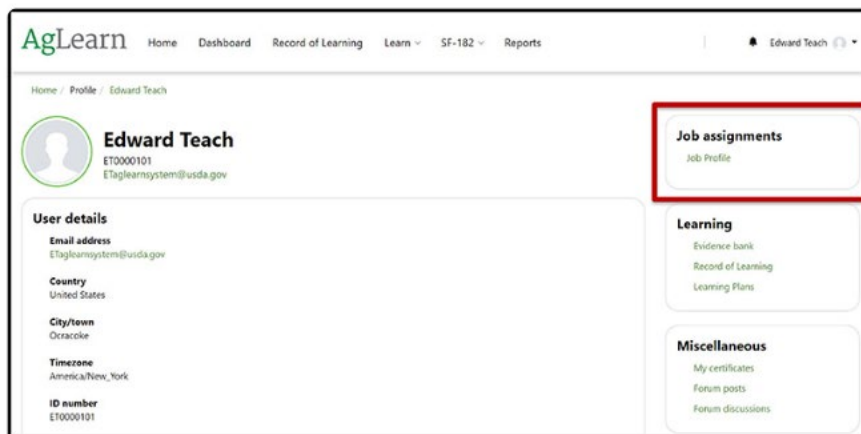 AgLearn Home Dashboard Record of Learning Learn SF-182 Reports Edward Teach
Home / Profile / Edward Teach
Edward Teach
ET0000101
ETaglearnsystem@usda.gov
User details
Email address
ETaglearnsystem@usda.gov
Country
United States
City/town
Ocracoke
Timezone
America/New_York
ID number
ET0000101
Job assignments
Job Profile
Learning
Evidence bank
Record of Learning
Learning Plans
Miscellaneous
My certificates
Forum posts
Forum discussions